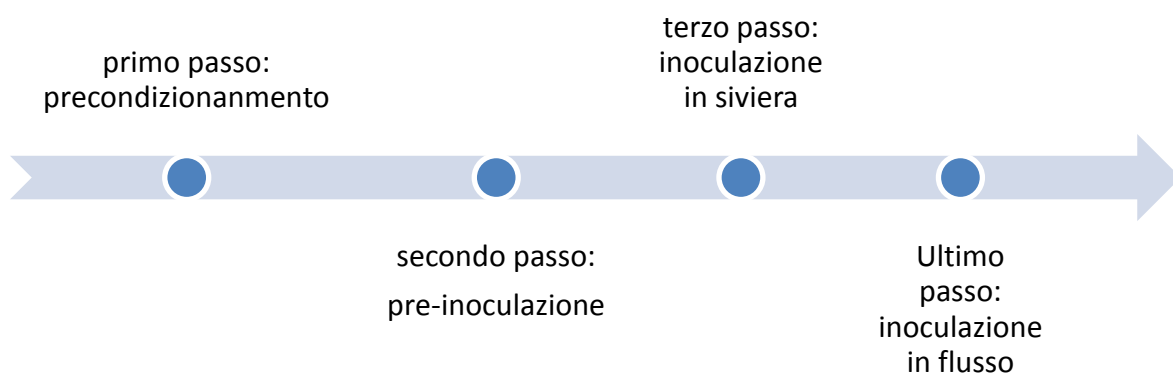 primo passo:
precondizionanmento
secondo passo:
pre-inoculazione
terzo passo:
inoculazione
in siviera
Ultimo
passo:
inoculazione
in flusso